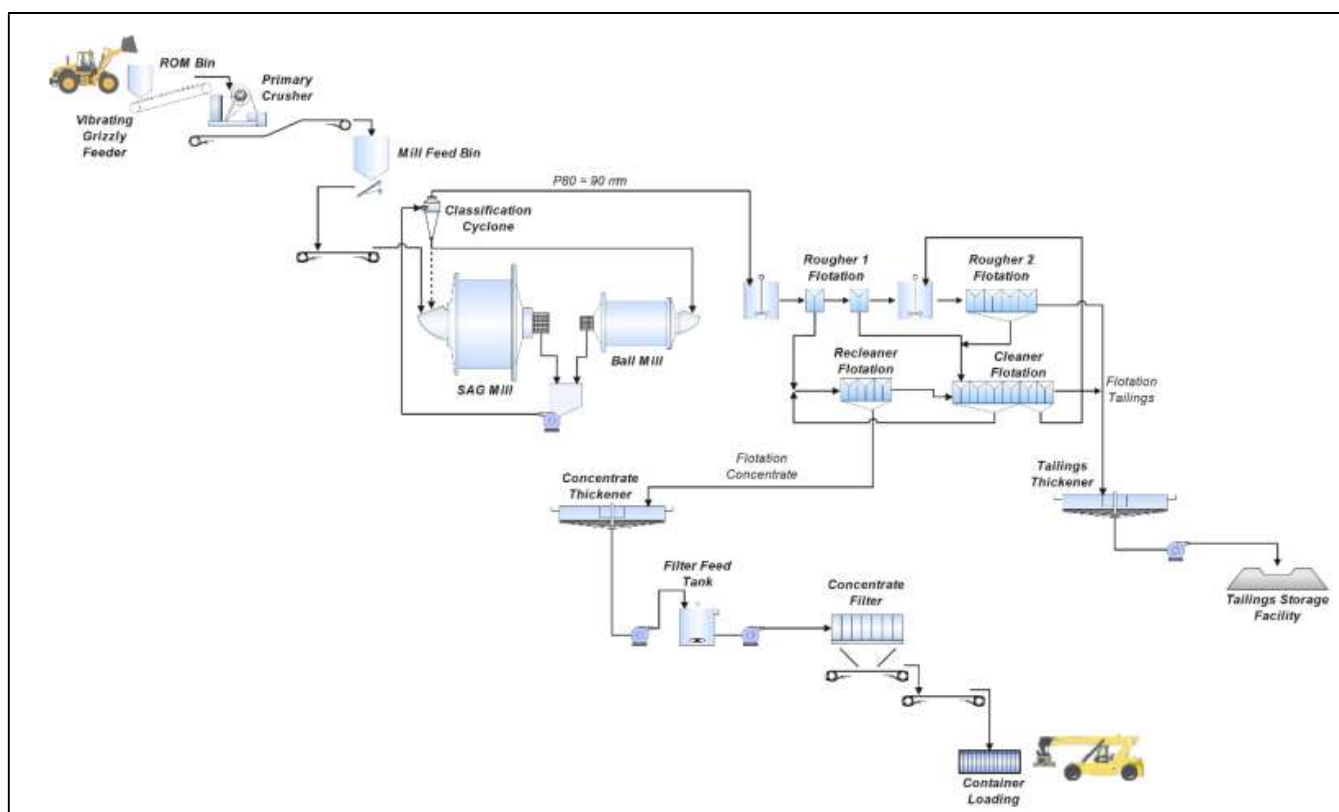 ROM Bin
Primary
Crusher
Vibrating
Grizzly
Feeder
Mill Feed Bin
P80 = 90 nm
Classification
Cyclone
Rougher 1
Flotation
Rougher 2
Flotation
SAG Mill
Ball Mill
Recleaner
Flotation
Cleaner
Flotation
Flotation
Tailings
Flotation
Concentrate
Concentrate
Thickener
Tailings
Thickener
Filter Feed
Tank
Concentrate
Filter
Tailings Storage
Facility
Container
Loading